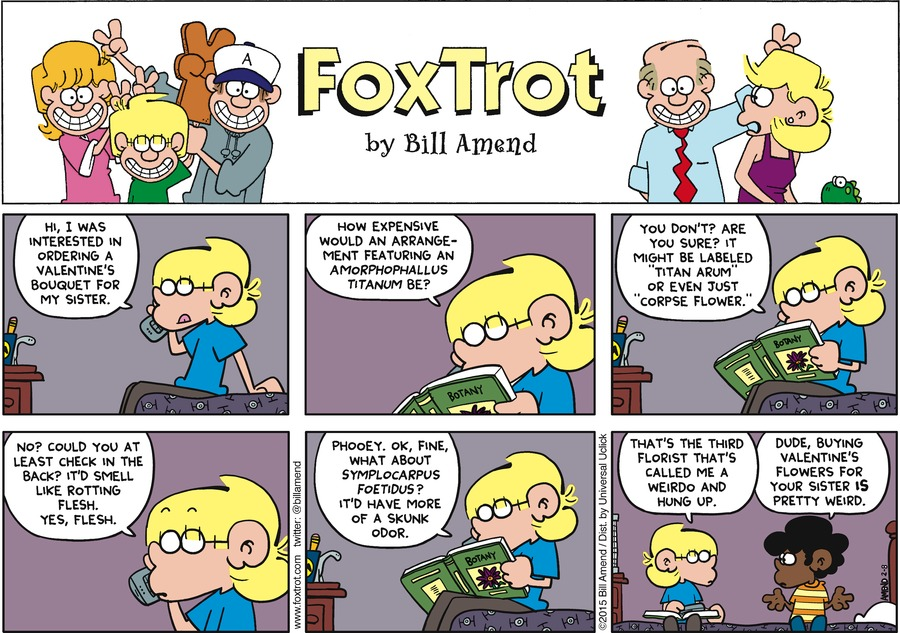 A
FOXTROT
by Bill Amend
HI, I WAS
INTERESTED IN
ORDERING A
VALENTINE'S
BOUQUET FOR
MY SISTER.
HOW EXPENSIVE
WOULD AN ARRANGE-
MENT FEATURING AN
AMORPHOPHALLUS
TITANUM BE?
BOTANY
YOU DON'T? ARE
YOU SURE? IT
MIGHT BE LABELED
"TITAN ARUM"
OR EVEN JUST
"CORPSE FLOWER."
BOTANY
NO? COULD YOU AT
LEAST CHECK IN THE
BACK? IT'D SMELL
LIKE ROTTING
FLESH.
YES, FLESH.
www.foxtrot.com twitter: @billamend
PHOOEY. OK, FINE,
WHAT ABOUT
SYMPLOCARPUS
FOETIDUS?
IT'D HAVE MORE
OF A SKUNK
ODOR.
BOTANY
©2015 Bill Amend / Dist. by Universal Uclick
THAT'S THE THIRD
FLORIST THAT'S
CALLED ME A
WEIRDO AND
HUNG UP.
DUDE, BUYING
VALENTINE'S
FLOWERS FOR
YOUR SISTER IS
PRETTY WEIRD.
AMEND 2-8